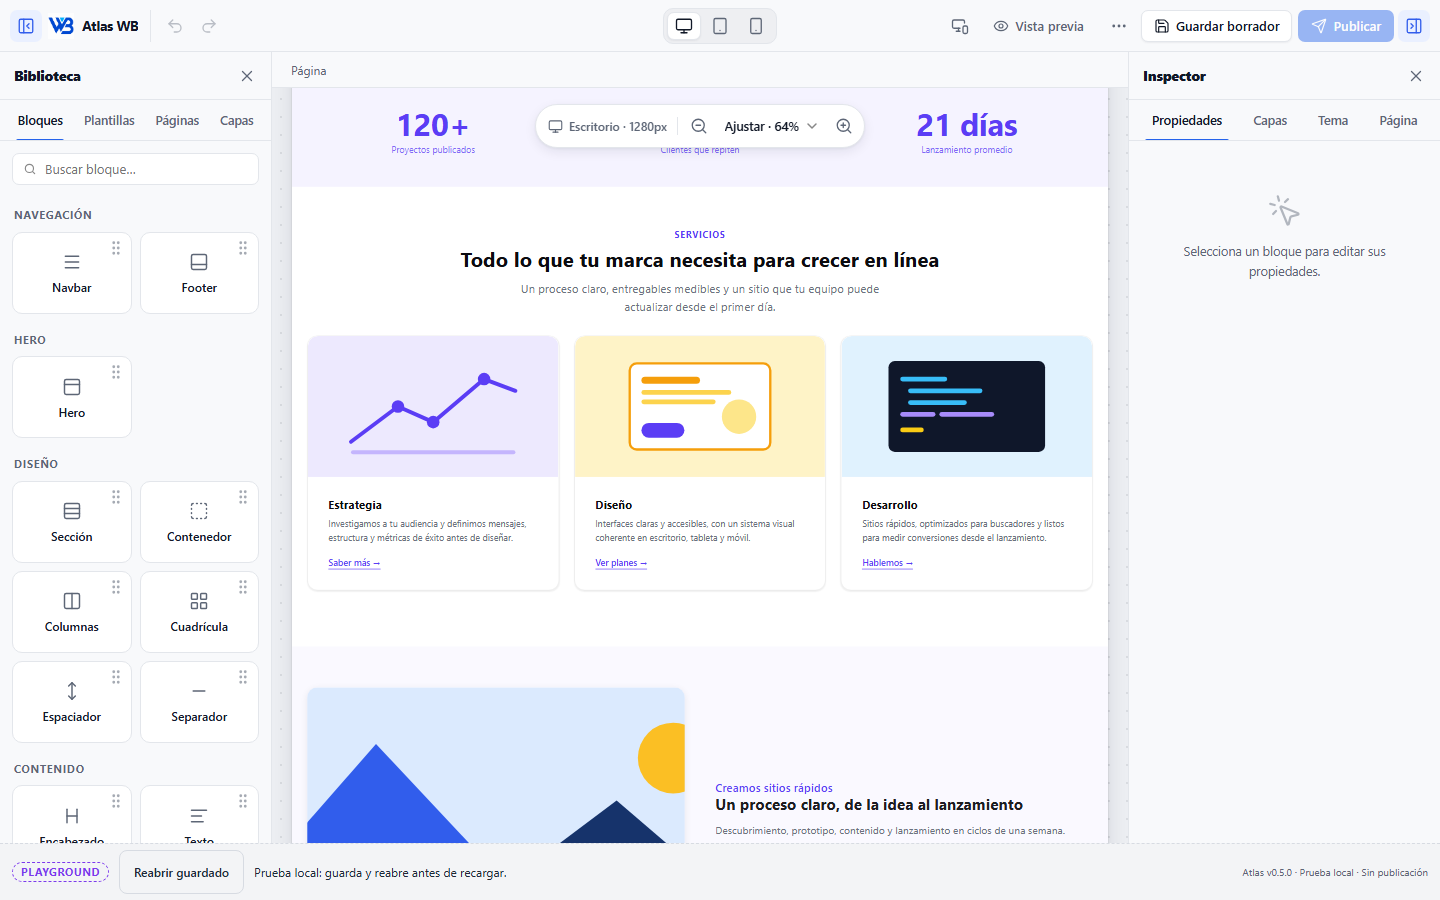 Atlas WB
Vista previa
Guardar borrador
Publicar
Biblioteca
Bloques
Plantillas
Páginas
Capas
Buscar bloque...
NAVEGACIÓN
Navbar
Footer
HERO
Hero
DISEÑO
Sección
Contenedor
Columnas
Cuadrícula
Espaciador
Separador
CONTENIDO
Encabezado
Texto
Página
120+
Proyectos publicados
Escritorio · 1280px
Ajustar · 64%
Clientes que repiten
21 días
Lanzamiento promedio
SERVICIOS
Todo lo que tu marca necesita para crecer en línea
Un proceso claro, entregables medibles y un sitio que tu equipo puede
actualizar desde el primer día.
Estrategia
Investigamos a tu audiencia y definimos mensajes,
estructura y métricas de éxito antes de diseñar.
Saber más →
Diseño
Interfaces claras y accesibles, con un sistema visual
coherente en escritorio, tableta y móvil.
Ver planes →
Desarrollo
Sitios rápidos, optimizados para buscadores y listos
para medir conversiones desde el lanzamiento.
Hablemos →
Creamos sitios rápidos
Un proceso claro, de la idea al lanzamiento
Descubrimiento, prototipo, contenido y lanzamiento en ciclos de una semana.
Inspector
Propiedades
Capas
Tema
Página
Selecciona un bloque para editar sus
propiedades.
PLAYGROUND
Reabrir guardado
Prueba local: guarda y reabre antes de recargar.
Atlas v0.5.0 · Prueba local · Sin publicación